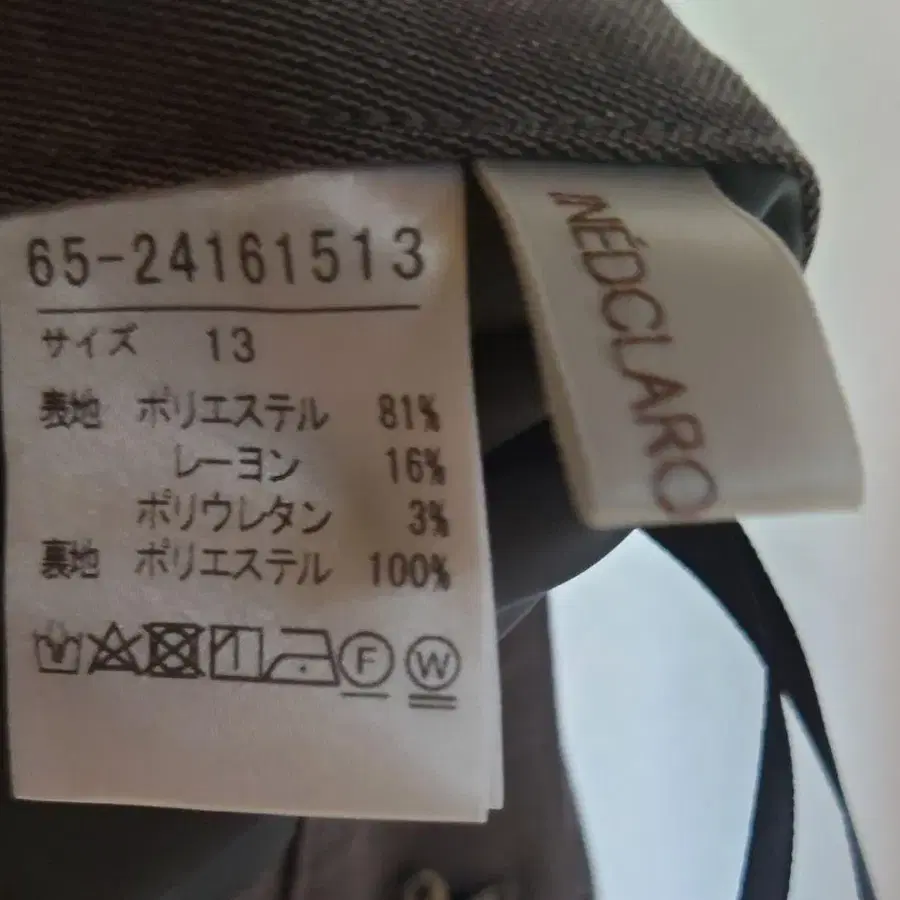 65-24161513
サイズ 13
表地 ポリエステル 81%
レーヨン 16%
ポリウレタン 3%
裏地 ポリエステル 100%
F W
INÉDCLARO